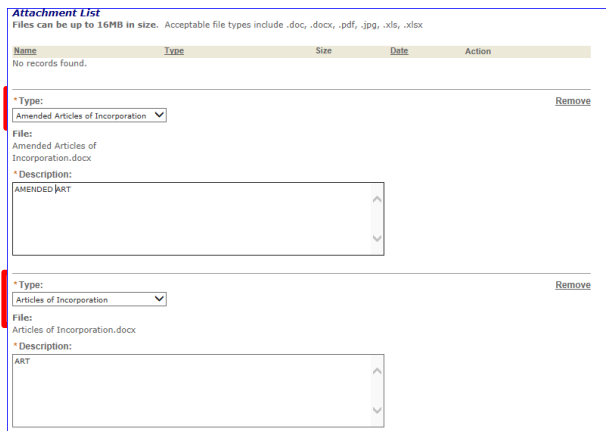 Attachment List
Files can be up to 16MB in size. Acceptable file types include .doc, .docx, .pdf, .jpg, .xls, .xlsx
Name Type Size Date Action
No records found.
*Type: Remove
Amended Articles of Incorporation
File:
Amended Articles of
Incorporation.docx
*Description:
AMENDED ART
*Type: Remove
Articles of Incorporation
File:
Articles of Incorporation.docx
*Description:
ART